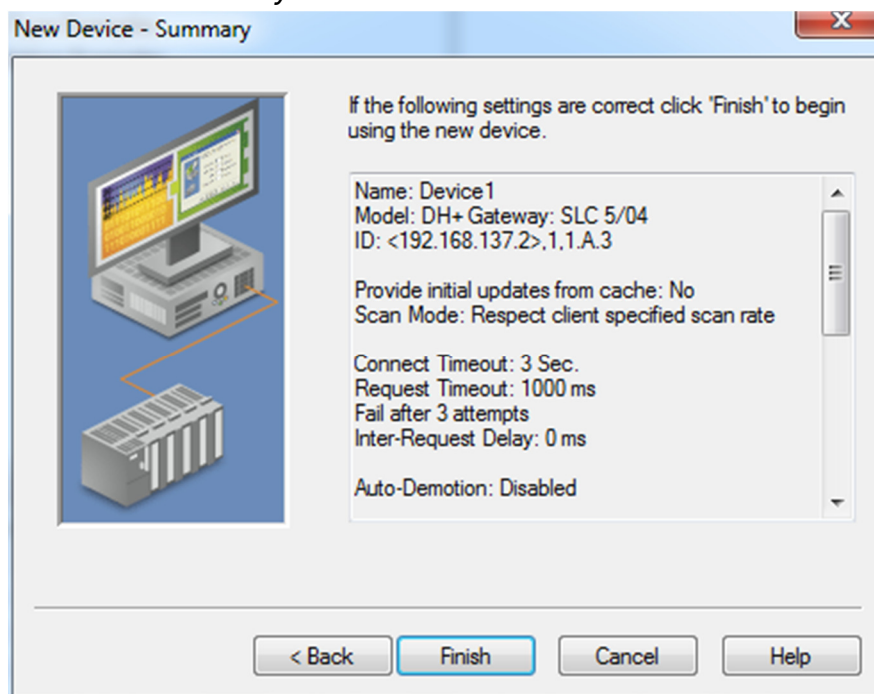 New Device - Summary
If the following settings are correct click 'Finish' to begin
using the new device.
Name: Device1
Model: DH+ Gateway: SLC 5/04
ID: <192.168.137.2>,1,1.A.3
Provide initial updates from cache: No
Scan Mode: Respect client specified scan rate
Connect Timeout: 3 Sec.
Request Timeout: 1000 ms
Fail after 3 attempts
Inter-Request Delay: 0 ms
Auto-Demotion: Disabled
< Back
Finish
Cancel
Help